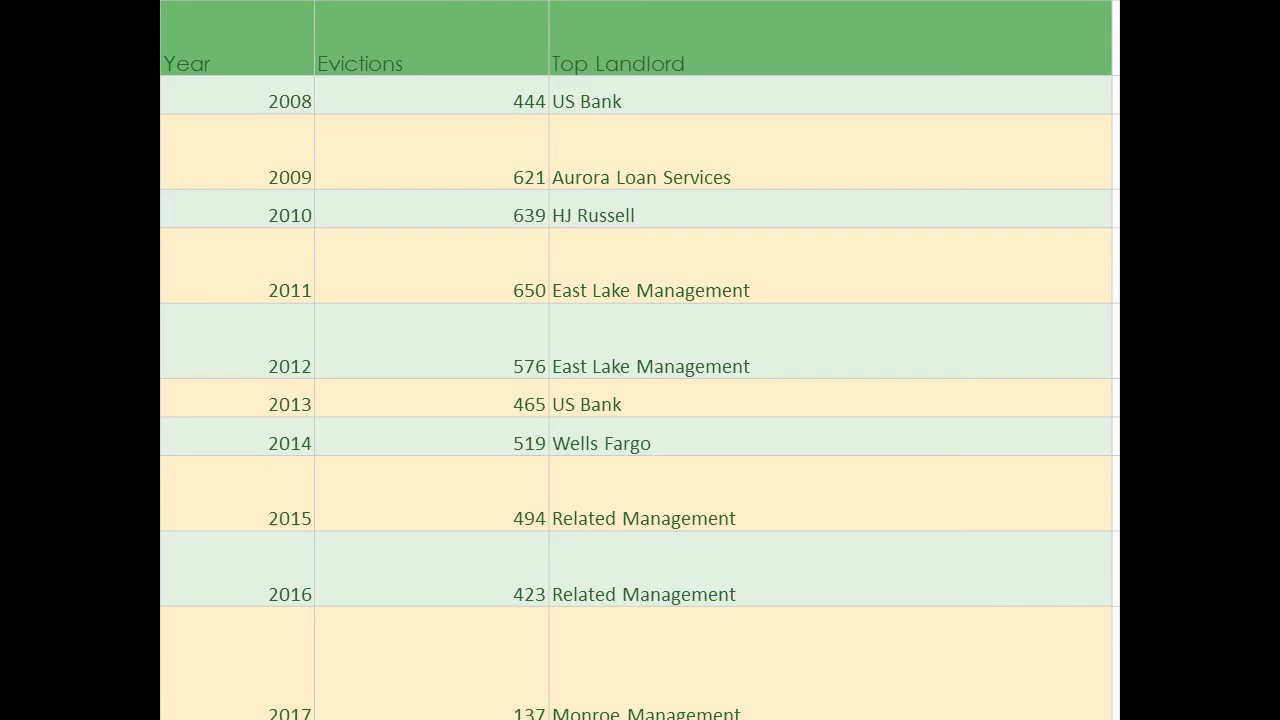 Year Evictions Top Landlord
2008 444 US Bank
2009 621 Aurora Loan Services
2010 639 HJ Russell
2011 650 East Lake Management
2012 576 East Lake Management
2013 465 US Bank
2014 519 Wells Fargo
2015 494 Related Management
2016 423 Related Management
2017 137 Monroe Management